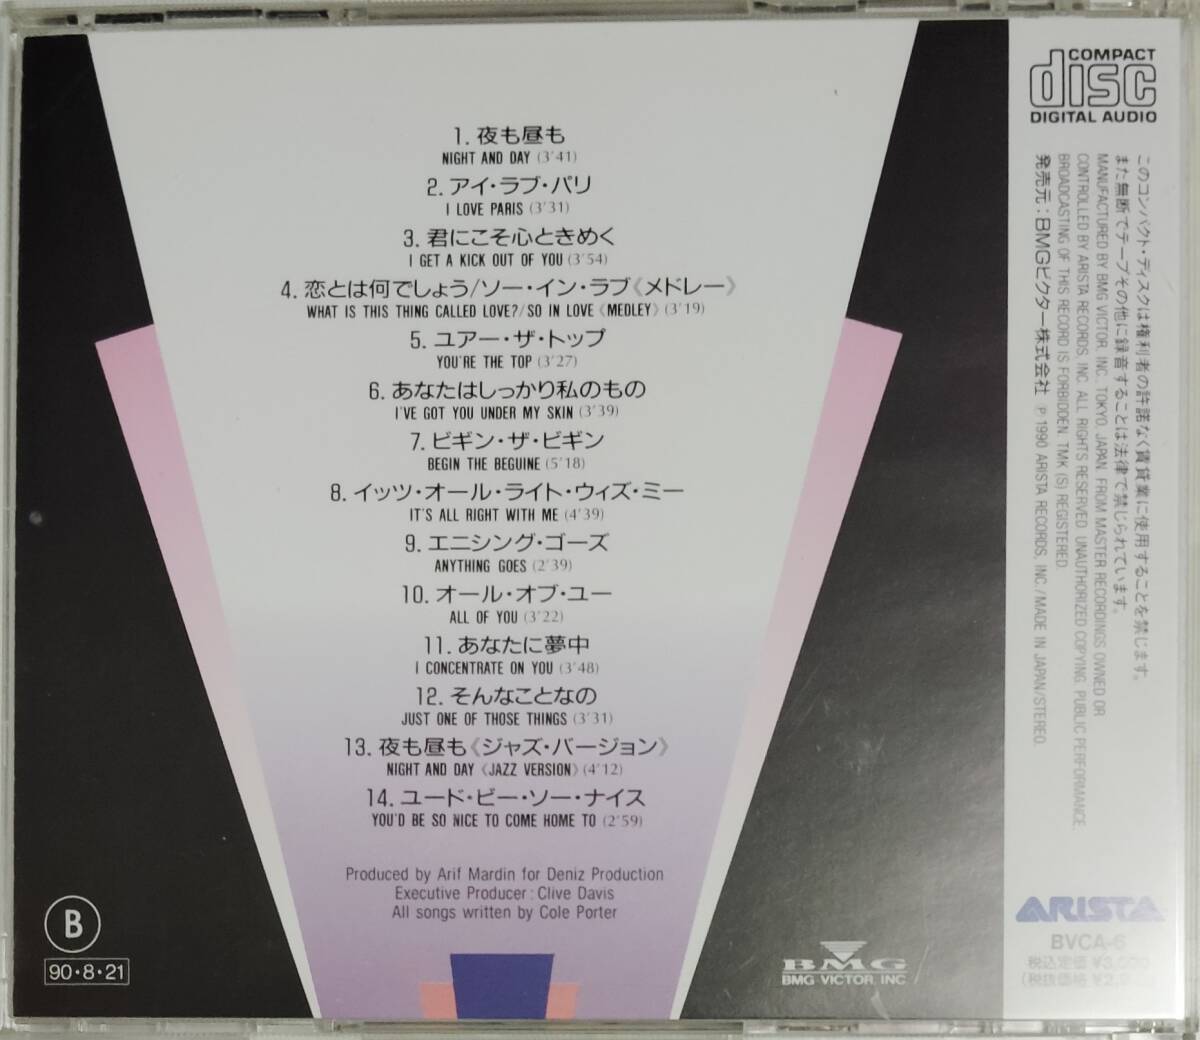 1. 夜も昼も
NIGHT AND DAY (3'41)
2. アイ・ラブ・パリ
I LOVE PARIS (3'31)
3. 君にこそ心ときめく
I GET A KICK OUT OF YOU (3'54)
4. 恋とは何でしょう/ソー・イン・ラブ《メドレー》
WHAT IS THIS THING CALLED LOVE?/SO IN LOVE《MEDLEY》(3'19)
5. ユアー・ザ・トップ
YOU'RE THE TOP (3'27)
6. あなたはしっかり私のもの
I'VE GOT YOU UNDER MY SKIN (3'39)
7. ビギン・ザ・ビギン
BEGIN THE BEGUINE (5'18)
8. イッツ・オール・ライト・ウィズ・ミー
IT'S ALL RIGHT WITH ME (4'39)
9. エニシング・ゴーズ
ANYTHING GOES (2'39)
10. オール・オブ・ユー
ALL OF YOU (3'22)
11. あなたに夢中
I CONCENTRATE ON YOU (3'48)
12. そんなことなの
JUST ONE OF THOSE THINGS (3'31)
13. 夜も昼も《ジャズ・バージョン》
NIGHT AND DAY《JAZZ VERSION》(4'12)
14. ユード・ビー・ソー・ナイス
YOU'D BE SO NICE TO COME HOME TO (2'59)
Produced by Arif Mardin for Deniz Production
Executive Producer: Clive Davis
All songs written by Cole Porter
B
90・8・21
BMG
BMG VICTOR, INC.
COMPACT
disc
DIGITAL AUDIO
このコンパクト・ディスクは権利者の許諾なく賃貸業に使用することを禁じます。
また無断でテープその他に録音することは法律で禁じられています。
MANUFACTURED BY BMG VICTOR, INC., TOKYO, JAPAN. FROM MASTER RECORDINGS OWNED OR
CONTROLLED BY ARISTA RECORDS, INC. ALL RIGHTS RESERVED. UNAUTHORIZED COPYING, PUBLIC PERFORMANCE,
BROADCASTING OF THIS RECORD IS FORBIDDEN. TMK (S) REGISTERED.
発売元：BMGビクター株式会社 ℗ 1990 ARISTA RECORDS, INC./MADE IN JAPAN/STEREO
ARISTA
BVCA-6
税込定価 ¥3,000
(税抜価格 ¥2,